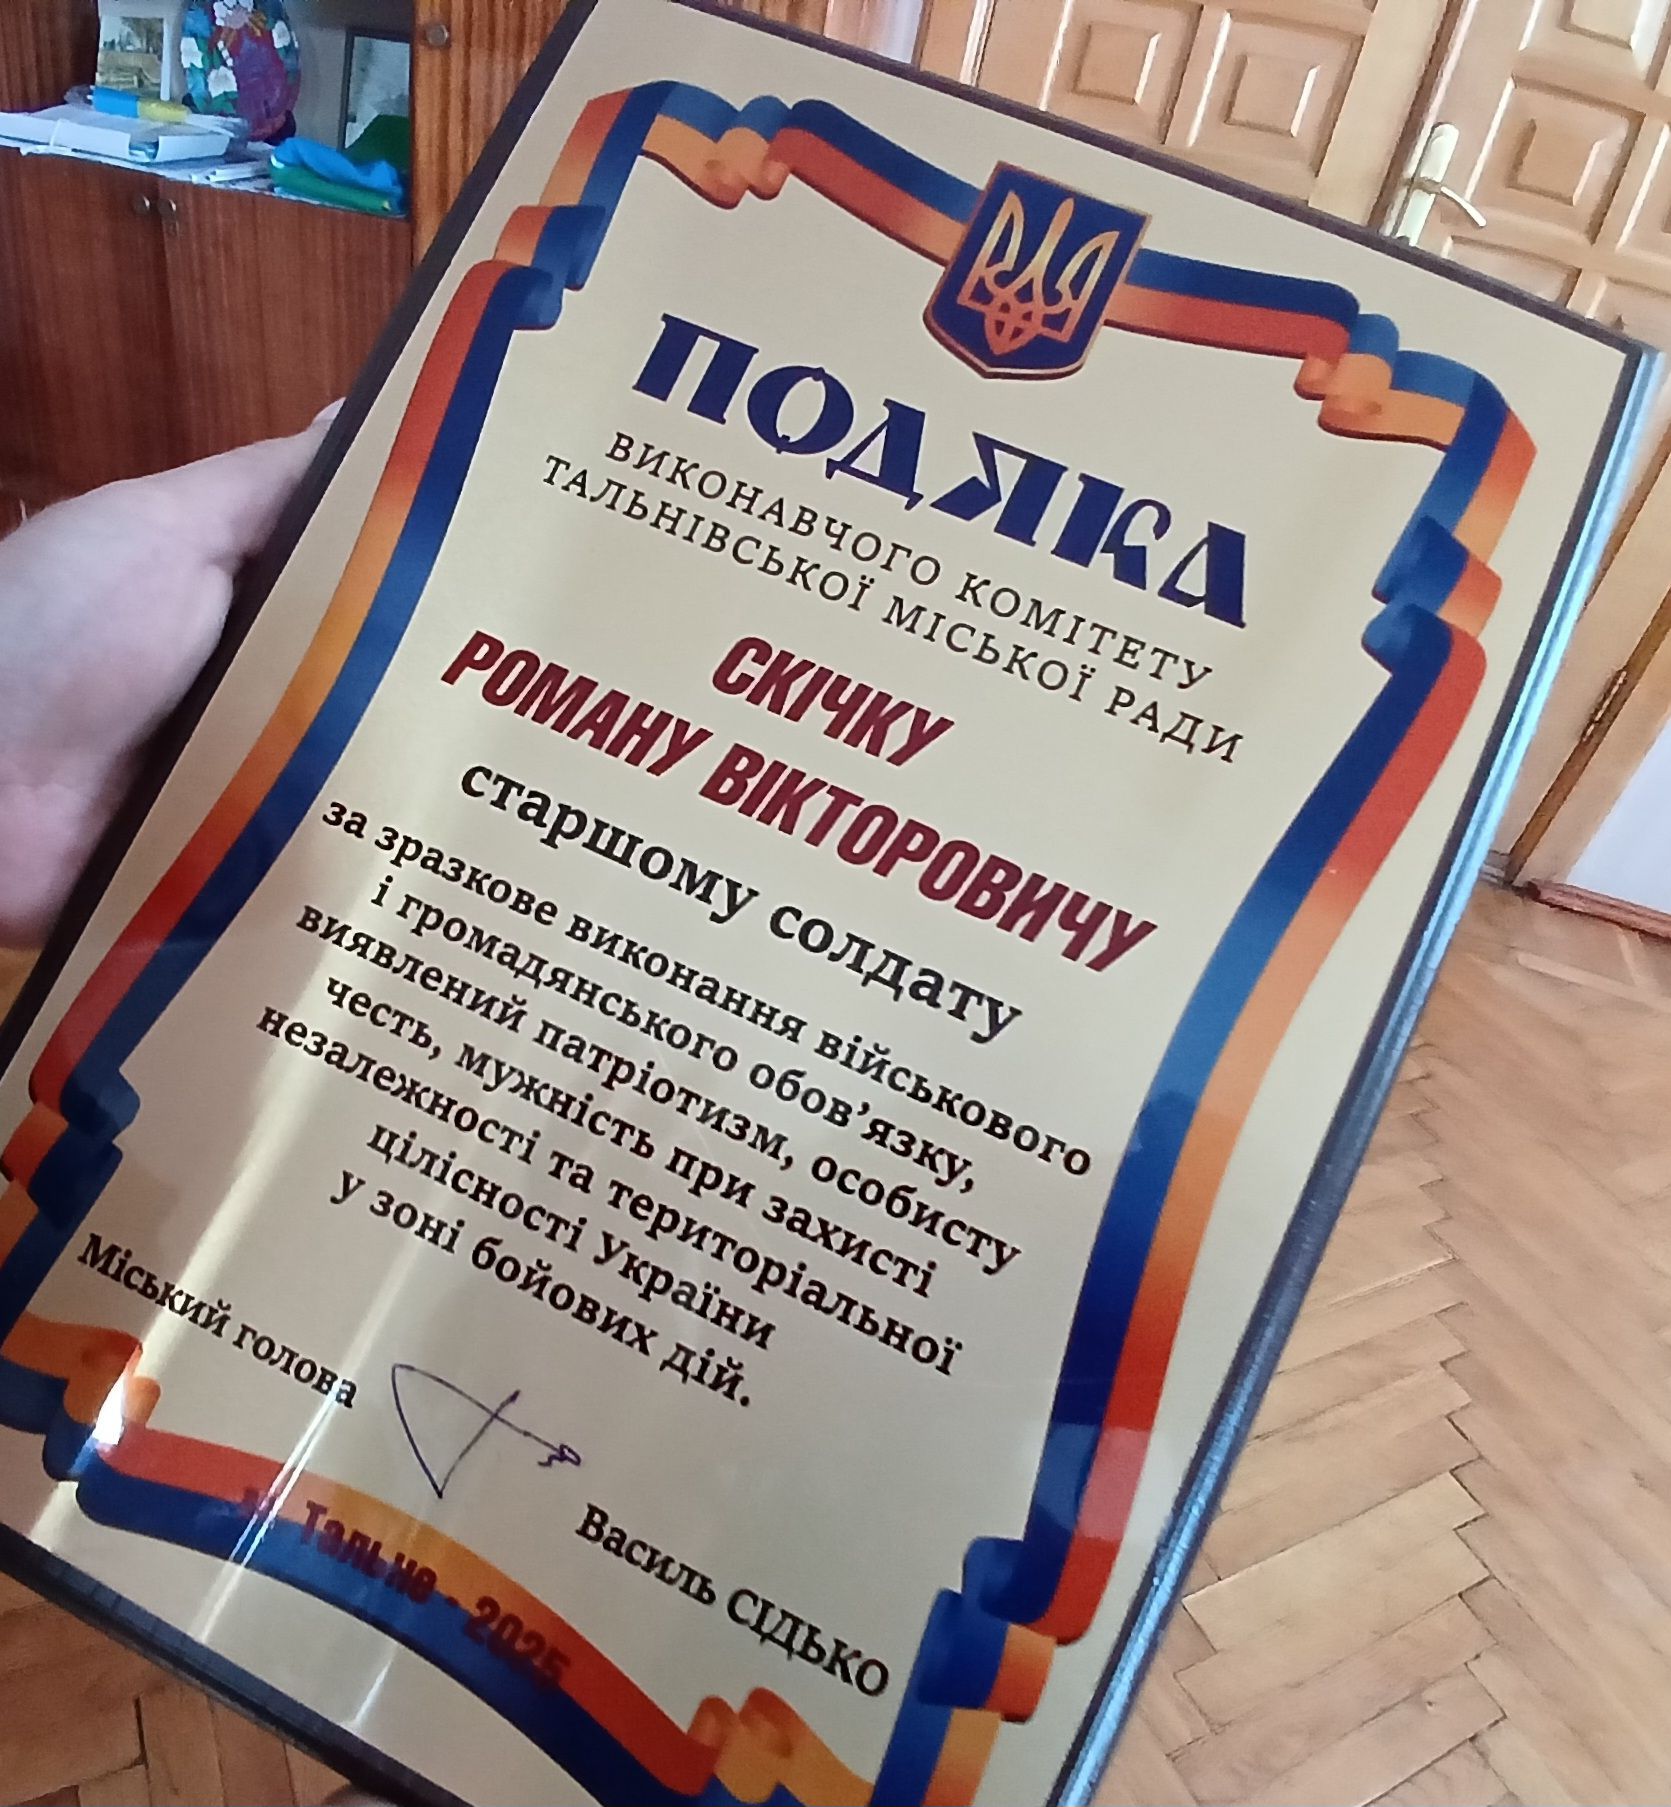 ПОДЯКА
ВИКОНАВЧОГО КОМІТЕТУ
ТАЛЬНІВСЬКОЇ МІСЬКОЇ РАДИ
СКІЧКУ
РОМАНУ ВІКТОРОВИЧУ
старшому солдату
за зразкове виконання військового
і громадянського обов’язку,
виявлений патріотизм, особисту
честь, мужність при захисті
незалежності та територіальної
цілісності України
у зоні бойових дій.
Міський голова
Василь СІДЬКО
м. Тальне - 2025